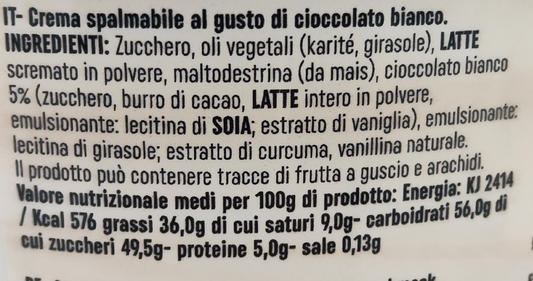 IT- Crema spalmabile al gusto di cioccolato bianco.
INGREDIENTI: Zucchero, oli vegetali (karité, girasole), LATTE
scremato in polvere, maltodestrina (da mais), cioccolato bianco
5% (zucchero, burro di cacao, LATTE intero in polvere,
emulsionante: lecitina di SOIA; estratto di vaniglia), emulsionante:
lecitina di girasole; estratto di curcuma, vanillina naturale.
Il prodotto può contenere tracce di frutta a guscio e arachidi.
Valore nutrizionale medi per 100g di prodotto: Energia: KJ 2414
/ Kcal 576 grassi 36,0g di cui saturi 9,0g- carboidrati 56,0g di
cui zuccheri 49,5g- proteine 5,0g- sale 0,13g